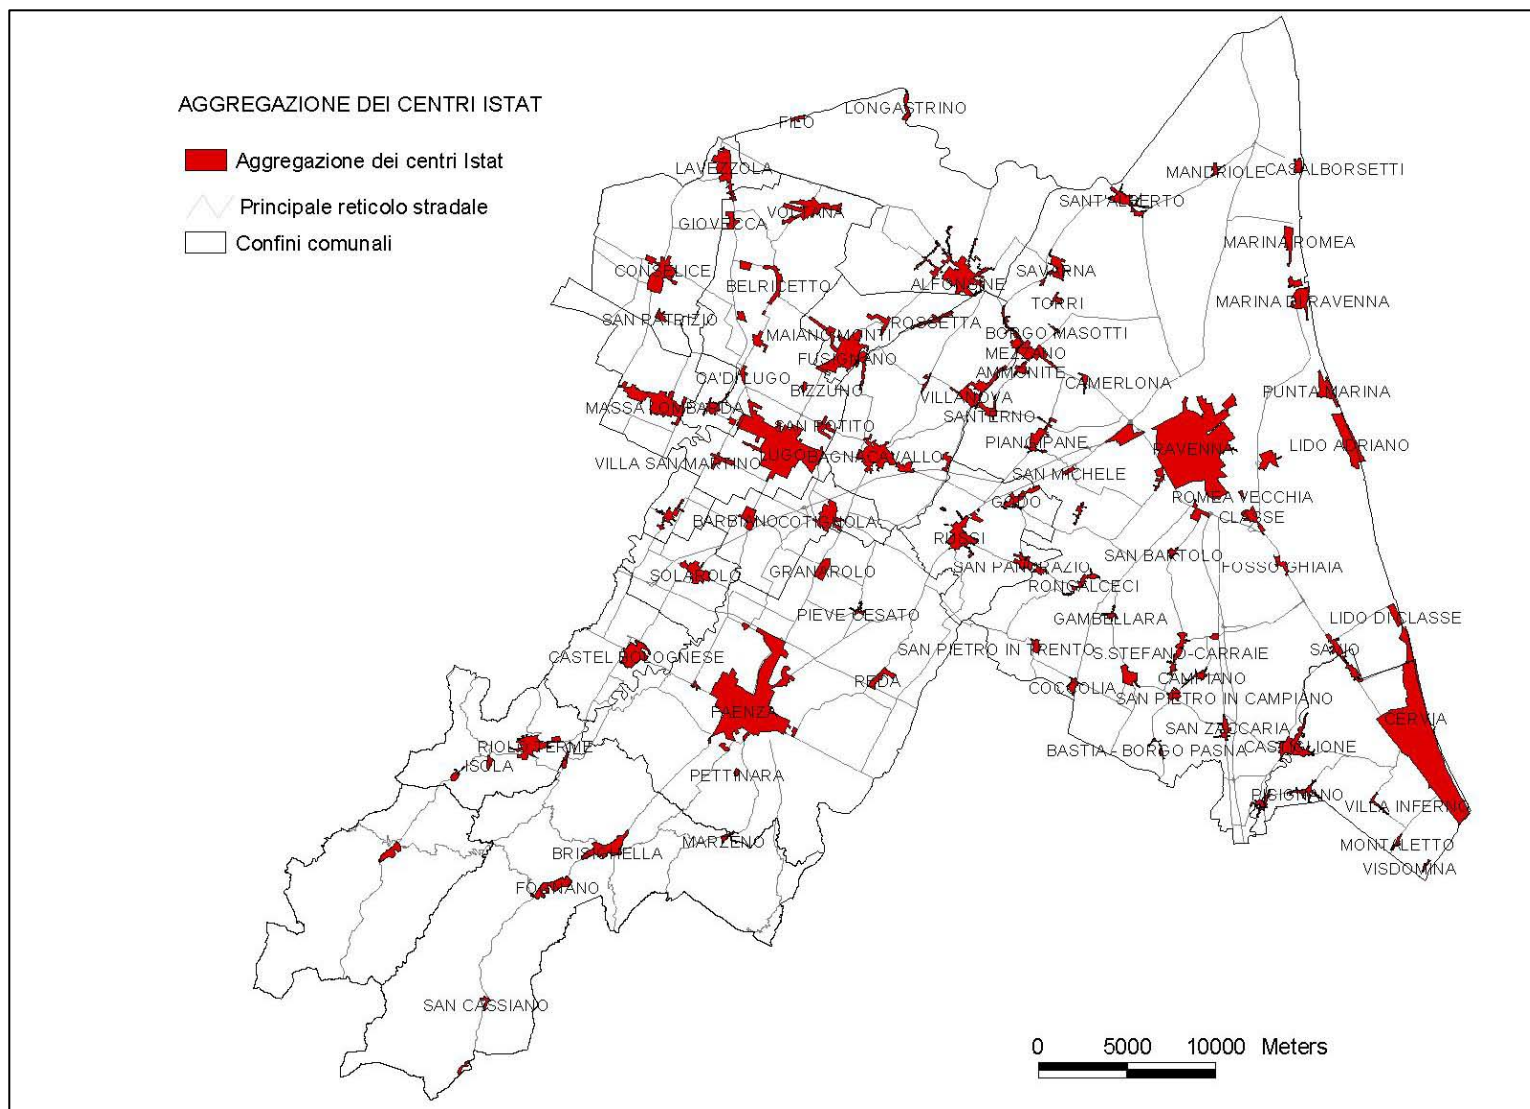 AGGREGAZIONE DEI CENTRI ISTAT
Aggregazione dei centri Istat
Principale reticolo stradale
Confini comunali
LONGASTRINO
FILO
LAVEZZOLA
MANDRIOLE
CASALBORSETTI
SANT'ALBERTO
VOLTANA
GIOVECCA
MARINA ROMEA
CONSELICE
SAVARNA
BELRICETTO
ALFONSINE
TORRI
MARINA DI RAVENNA
SAN PATRIZIO
ROSSETTA
MAIANO MONTI
BORGO MASOTTI
FUSIGNANO
MEZZANO
AMMONITE
CA'DI LUGO
CAMERLONA
BIZZUNO
PUNTA MARINA
VILLANOVA
MASSA LOMBARDA
SANTERNO
SAN POTITO
PIANGIPANE
LIDO ADRIANO
RAVENNA
LUGO
BAGNACAVALLO
VILLA SAN MARTINO
SAN MICHELE
ROMEA VECCHIA
GODO
CLASSE
BARBIANO
COTIGNOLA
RUSSI
SAN BARTOLO
SAN PANCRAZIO
FOSSO GHIAIA
GRANAROLO
SOLAROLO
RONCALCECI
PIEVE CESATO
GAMBELLARA
LIDO DI CLASSE
SAN PIETRO IN TRENTO
S.STEFANO-CARRAIE
SAVIO
CASTEL BOLOGNESE
CAMPIANO
REDA
COCCOLIA
SAN PIETRO IN CAMPIANO
FAENZA
CERVIA
SAN ZACCARIA
RIOLO TERME
BASTIA - BORGO PASNA
CASTIGLIONE
ISOLA
PETTINARA
PISIGNANO
VILLA INFERNO
MARZENO
MONTALETTO
BRISIGHELLA
VISDOMINA
FOGNANO
SAN CASSIANO
0 5000 10000 Meters